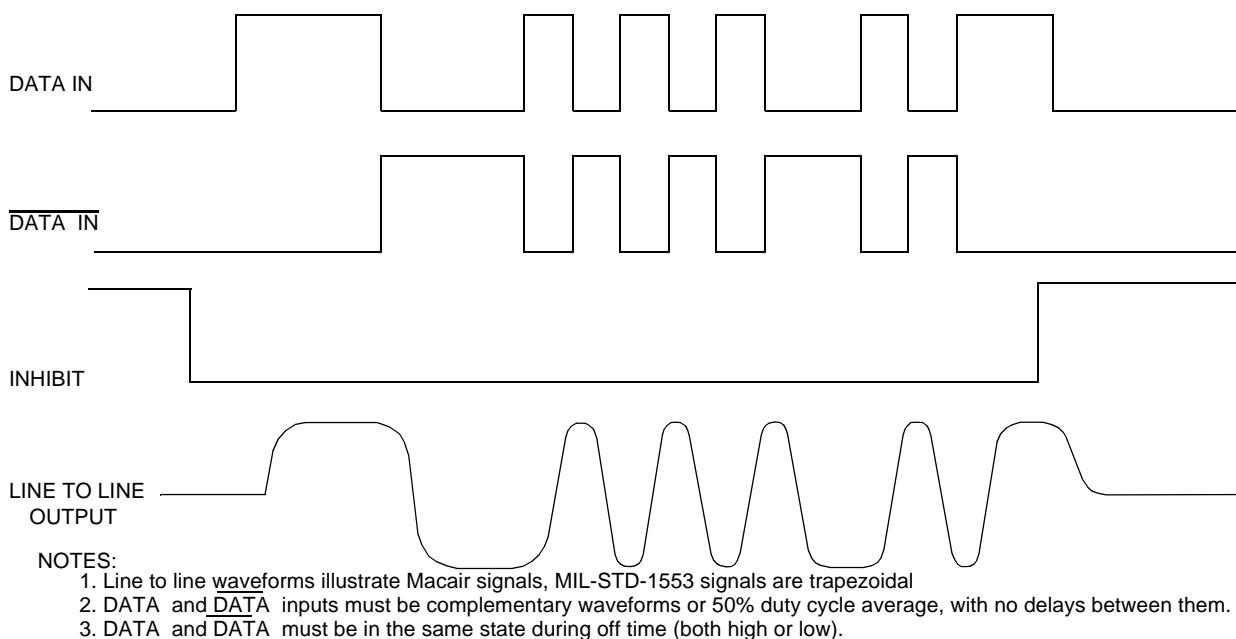 DATA IN
DATA IN
INHIBIT
LINE TO LINE
OUTPUT
NOTES:
1. Line to line waveforms illustrate Macair signals, MIL-STD-1553 signals are trapezoidal
2. DATA and DATA inputs must be complementary waveforms or 50% duty cycle average, with no delays between them.
3. DATA and DATA must be in the same state during off time (both high or low).